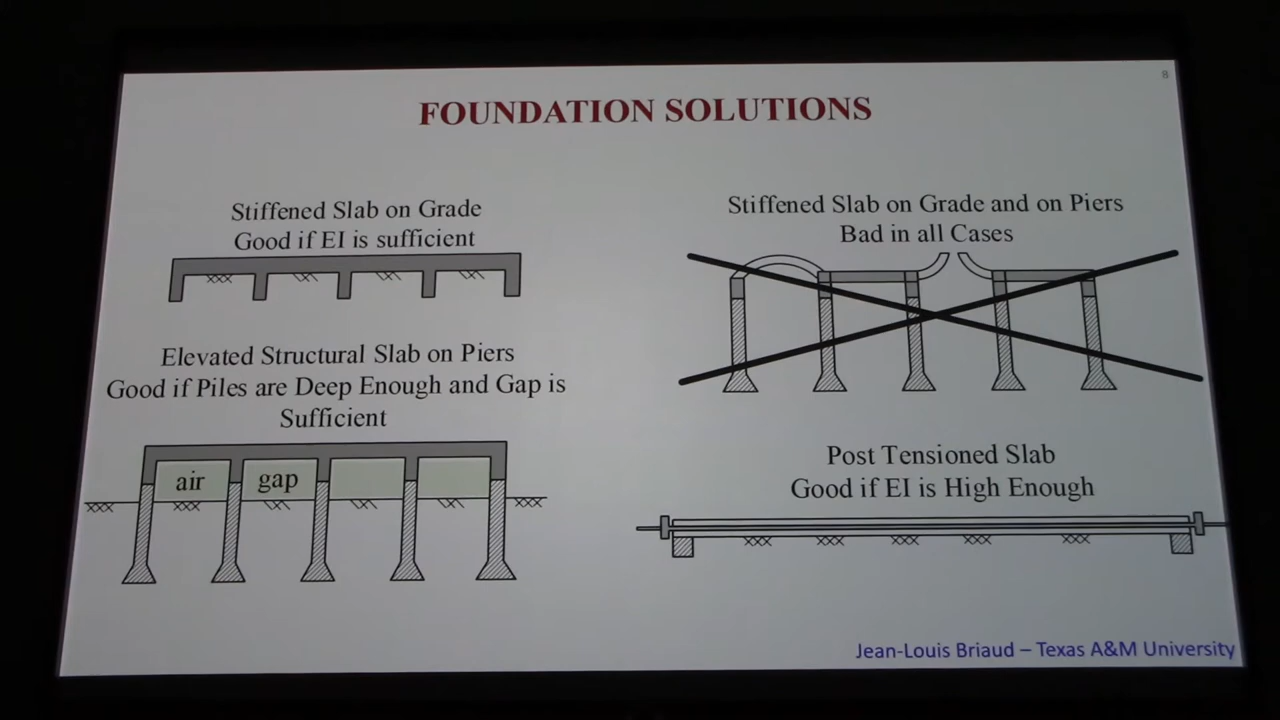 8
FOUNDATION SOLUTIONS
Stiffened Slab on Grade
Good if EI is sufficient
Elevated Structural Slab on Piers
Good if Piles are Deep Enough and Gap is
Sufficient
air gap
Stiffened Slab on Grade and on Piers
Bad in all Cases
Post Tensioned Slab
Good if EI is High Enough
Jean-Louis Briaud – Texas A&M University